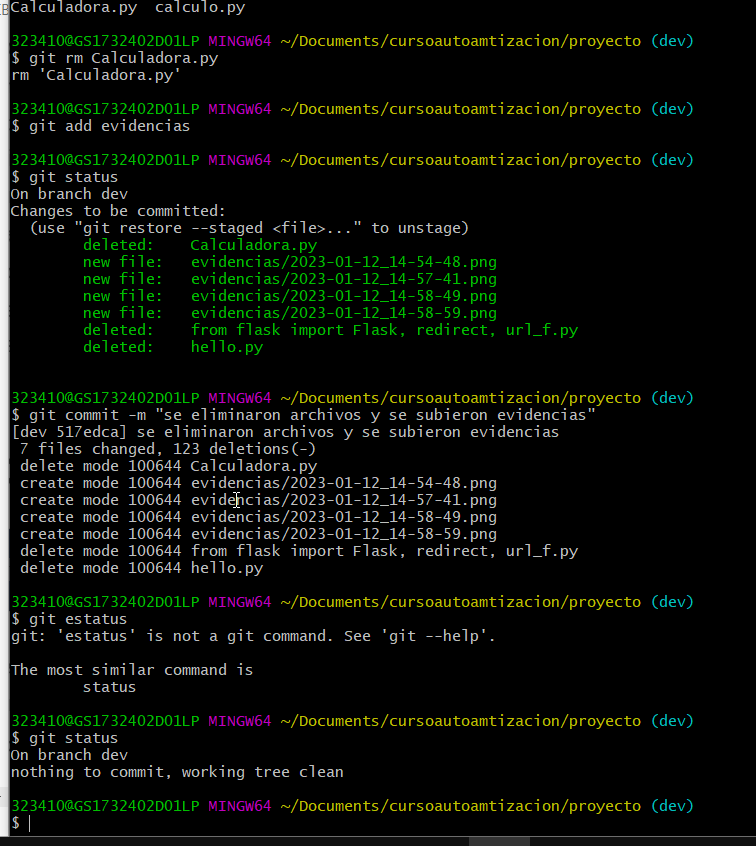 Calculadora.py  calculo.py
323410@GS1732402D01LP MINGW64 ~/Documents/cursoautoamtizacion/proyecto (dev)
$ git rm Calculadora.py
rm 'Calculadora.py'
323410@GS1732402D01LP MINGW64 ~/Documents/cursoautoamtizacion/proyecto (dev)
$ git add evidencias
323410@GS1732402D01LP MINGW64 ~/Documents/cursoautoamtizacion/proyecto (dev)
$ git status
On branch dev
Changes to be committed:
  (use "git restore --staged <file>..." to unstage)
        deleted:    Calculadora.py
        new file:   evidencias/2023-01-12_14-54-48.png
        new file:   evidencias/2023-01-12_14-57-41.png
        new file:   evidencias/2023-01-12_14-58-49.png
        new file:   evidencias/2023-01-12_14-58-59.png
        deleted:    from flask import Flask, redirect, url_f.py
        deleted:    hello.py
323410@GS1732402D01LP MINGW64 ~/Documents/cursoautoamtizacion/proyecto (dev)
$ git commit -m "se eliminaron archivos y se subieron evidencias"
[dev 517edca] se eliminaron archivos y se subieron evidencias
 7 files changed, 123 deletions(-)
 delete mode 100644 Calculadora.py
 create mode 100644 evidencias/2023-01-12_14-54-48.png
 create mode 100644 evidencias/2023-01-12_14-57-41.png
 create mode 100644 evidencias/2023-01-12_14-58-49.png
 create mode 100644 evidencias/2023-01-12_14-58-59.png
 delete mode 100644 from flask import Flask, redirect, url_f.py
 delete mode 100644 hello.py
323410@GS1732402D01LP MINGW64 ~/Documents/cursoautoamtizacion/proyecto (dev)
$ git estatus
git: 'estatus' is not a git command. See 'git --help'.
The most similar command is
        status
323410@GS1732402D01LP MINGW64 ~/Documents/cursoautoamtizacion/proyecto (dev)
$ git status
On branch dev
nothing to commit, working tree clean
323410@GS1732402D01LP MINGW64 ~/Documents/cursoautoamtizacion/proyecto (dev)
$